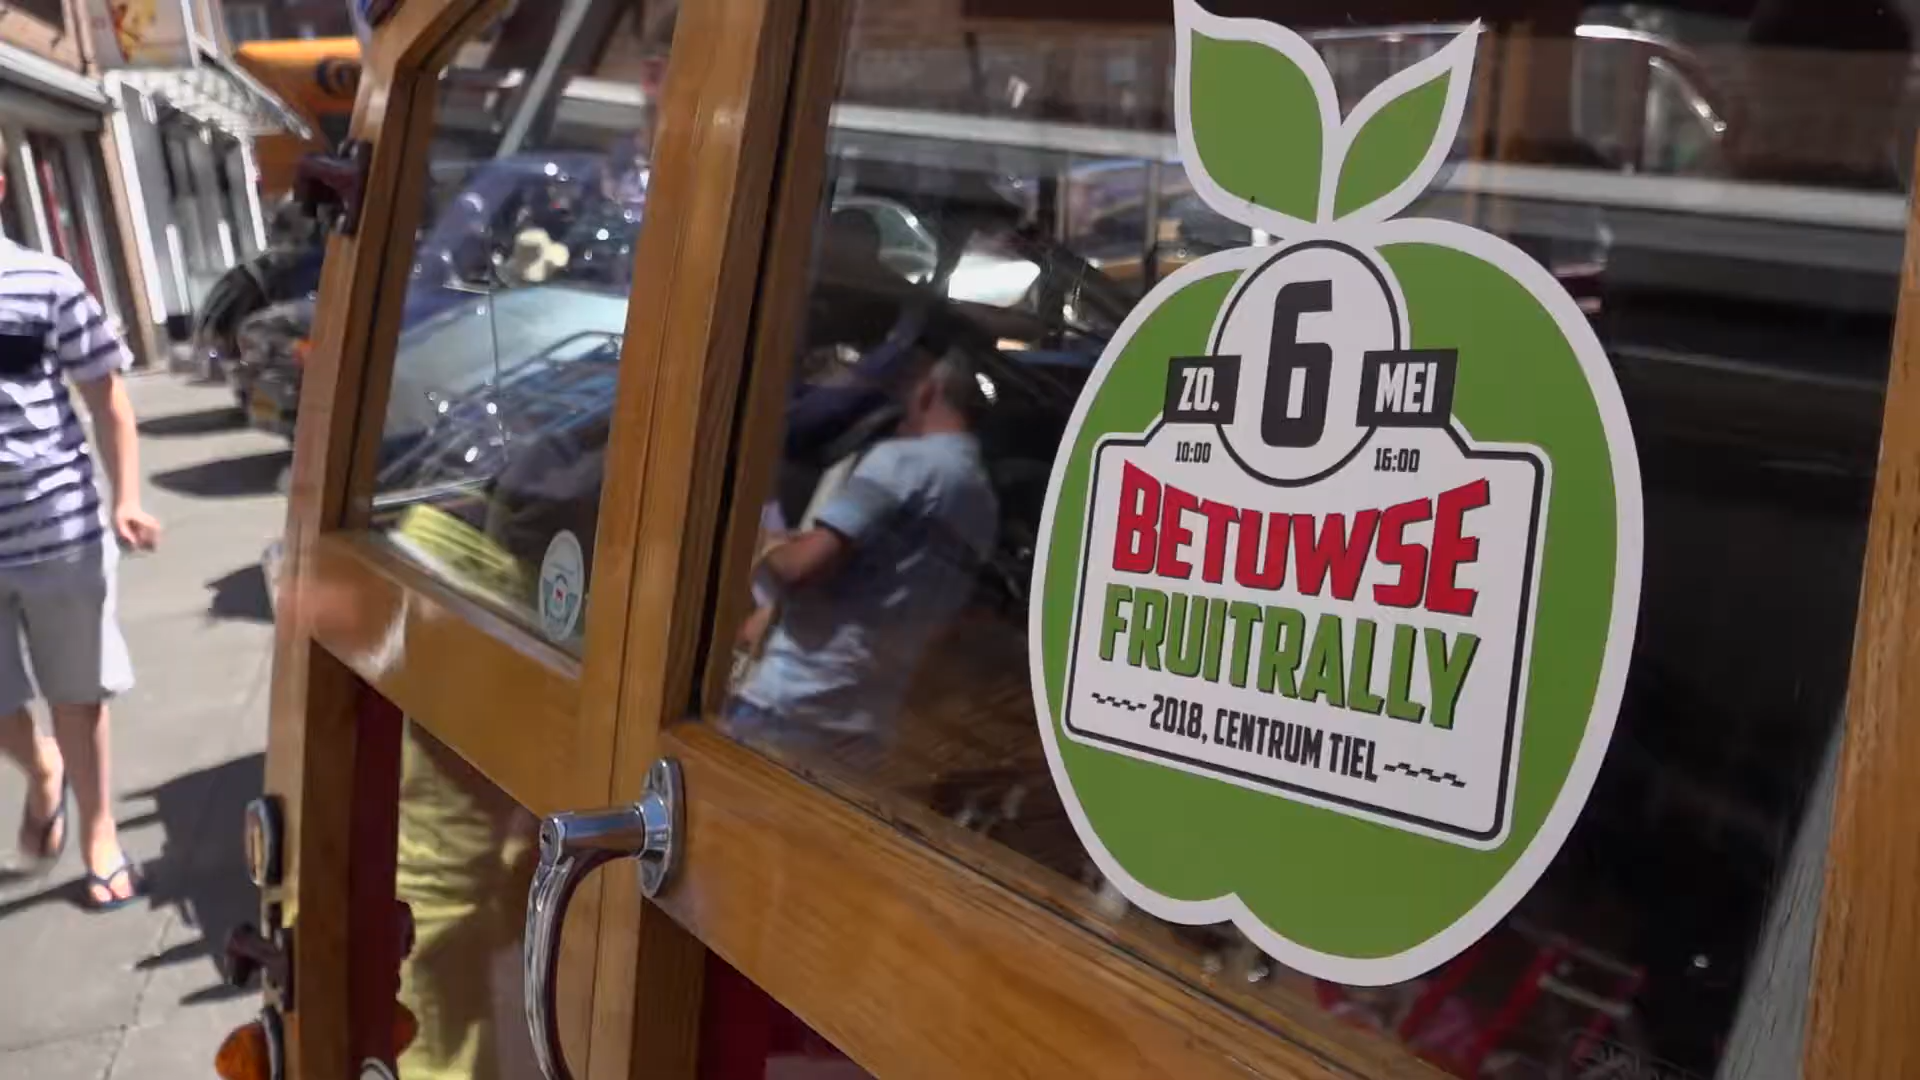 ZO. 6 MEI
10:00 16:00
BETUWSE
FRUITRALLY
2018, CENTRUM TIEL